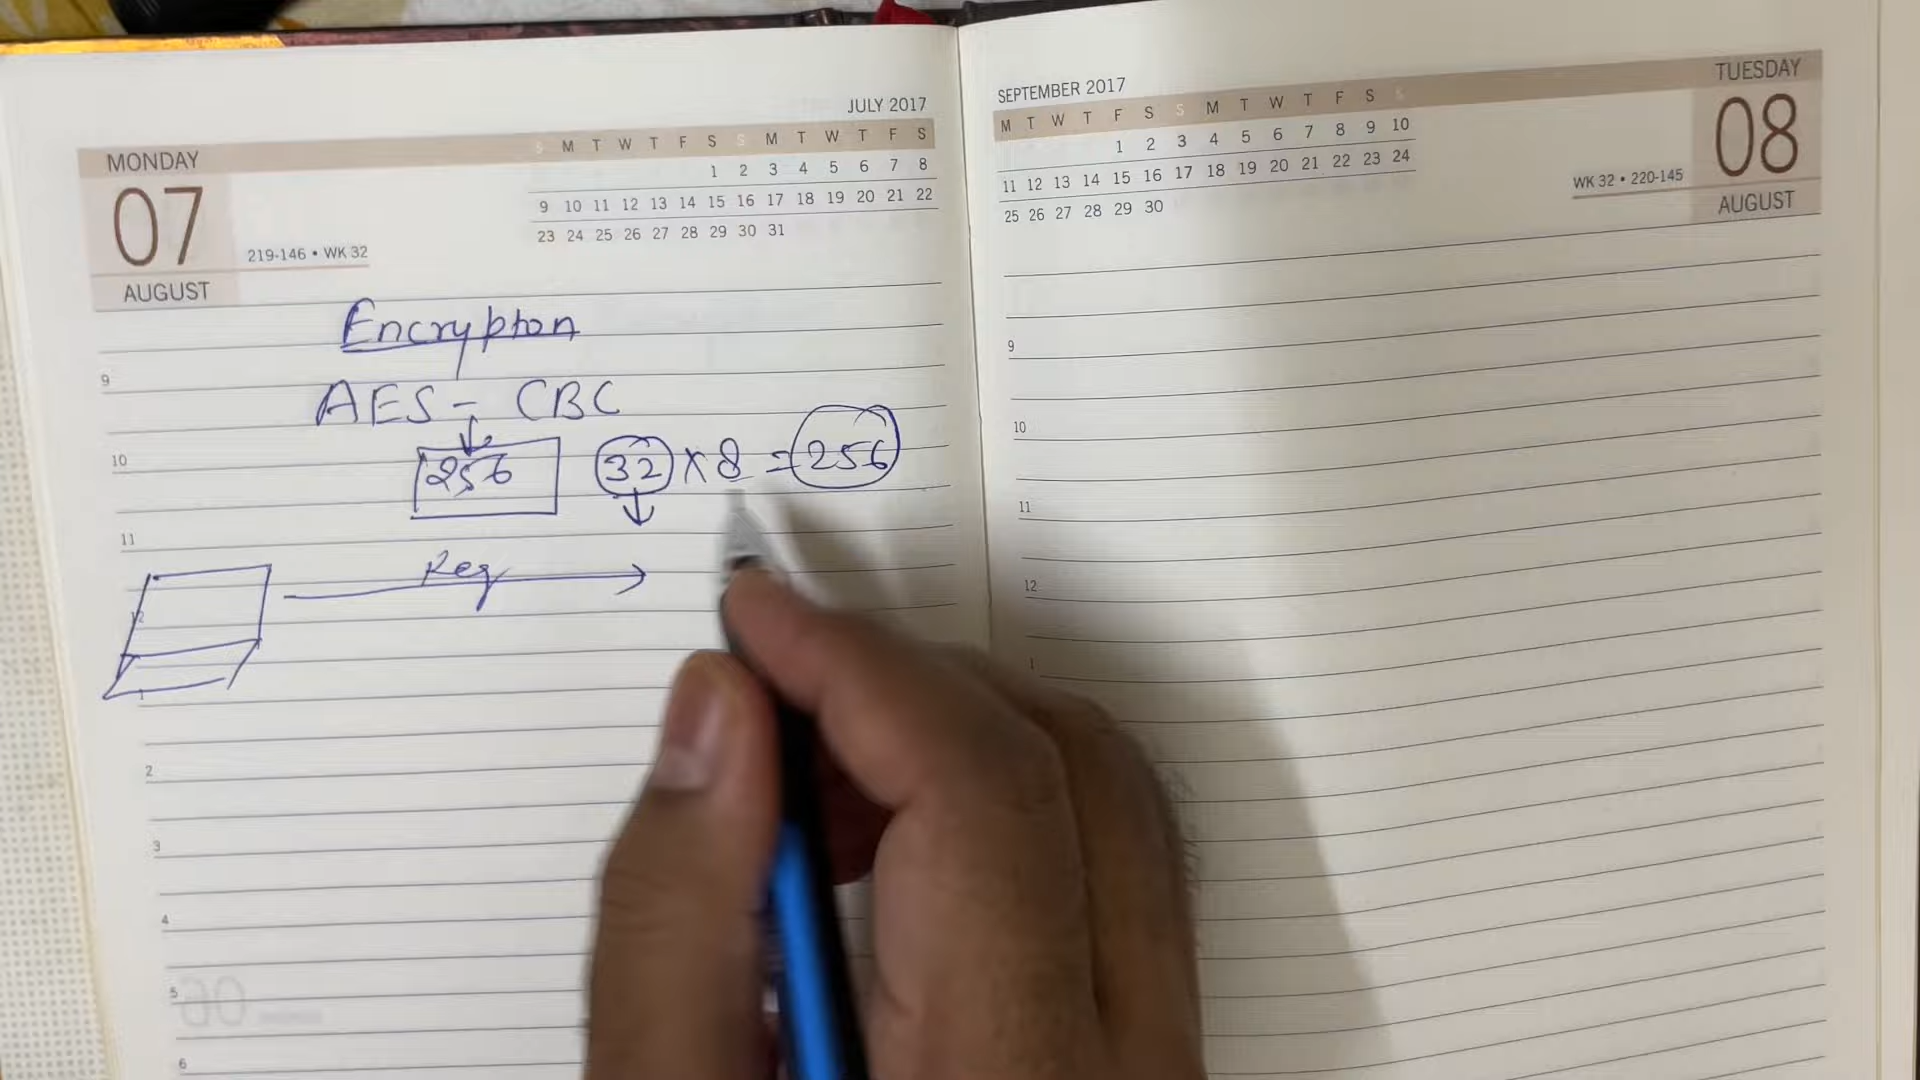 MONDAY
07
AUGUST
219-146 • WK 32
JULY 2017
S M T W T F S S M T W T F S
1 2 3 4 5 6 7 8
9 10 11 12 13 14 15 16 17 18 19 20 21 22
23 24 25 26 27 28 29 30 31
Encrypton
AES - CBC
256 32 x 8 = 256
Req
9
10
11
12
1
2
3
4
5
6
SEPTEMBER 2017
M T W T F S S M T W T F S S
1 2 3 4 5 6 7 8 9 10
11 12 13 14 15 16 17 18 19 20 21 22 23 24
25 26 27 28 29 30
TUESDAY
08
AUGUST
WK 32 • 220-145
9
10
11
12
1